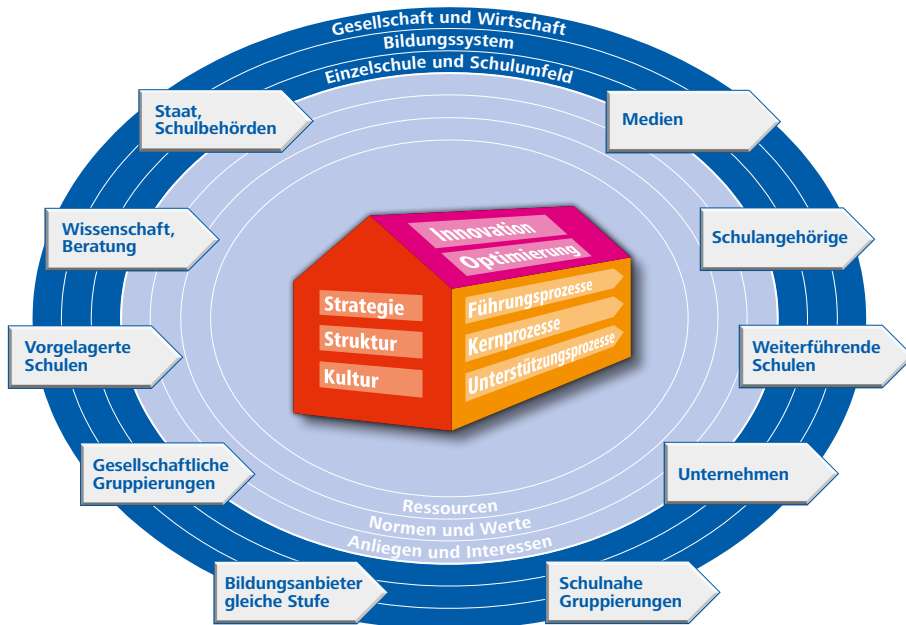 Gesellschaft und Wirtschaft
Bildungssystem
Einzelschule und Schulumfeld
Staat,
Schulbehörden
Medien
Wissenschaft,
Beratung
Schulangehörige
Innovation
Optimierung
Strategie
Struktur
Kultur
Führungsprozesse
Kernprozesse
Unterstützungsprozesse
Vorgelagerte
Schulen
Weiterführende
Schulen
Gesellschaftliche
Gruppierungen
Unternehmen
Ressourcen
Normen und Werte
Anliegen und Interessen
Bildungsanbieter
gleiche Stufe
Schulnahe
Gruppierungen